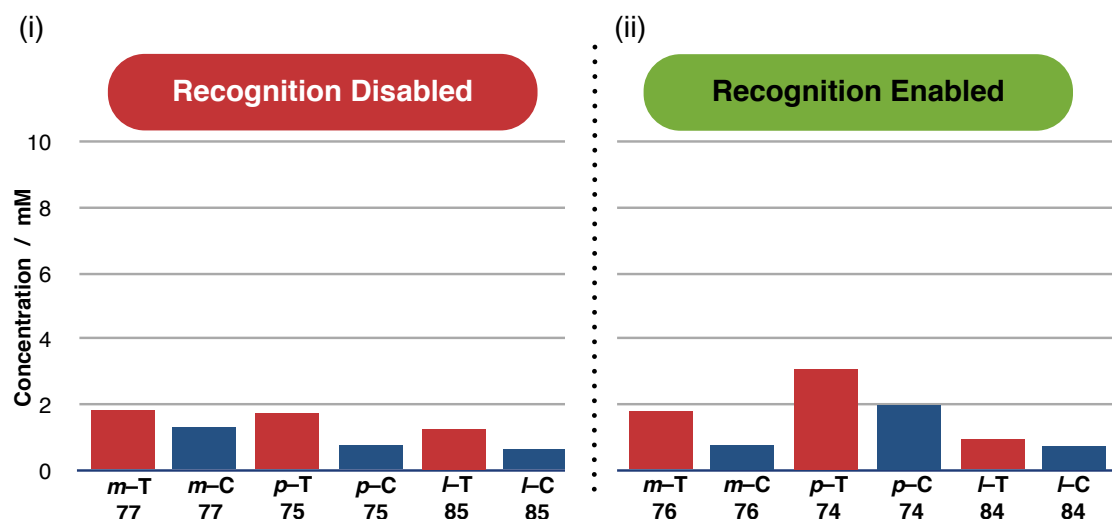 (i)
Recognition Disabled
Concentration / mM
10
8
6
4
2
0
m–T m–C p–T p–C l–T l–C
77 77 75 75 85 85
(ii)
Recognition Enabled
m–T m–C p–T p–C l–T l–C
76 76 74 74 84 84